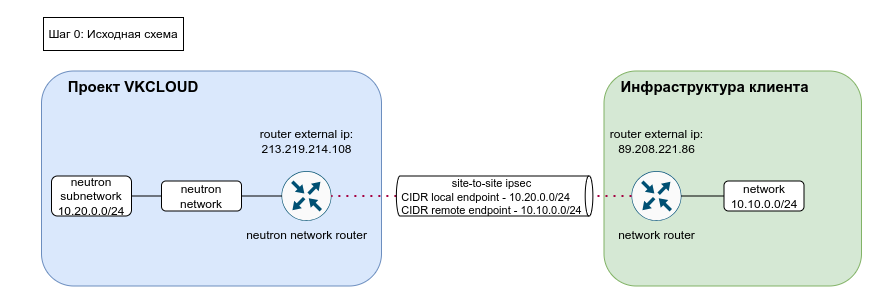 Шаг 0: Исходная схема
Проект VKCLOUD
Инфраструктура клиента
router external ip:
213.219.214.108
router external ip:
89.208.221.86
neutron
subnetwork
10.20.0.0/24
neutron
network
site-to-site ipsec
CIDR local endpoint - 10.20.0.0/24
CIDR remote endpoint - 10.10.0.0/24
network
10.10.0.0/24
neutron network router
network router